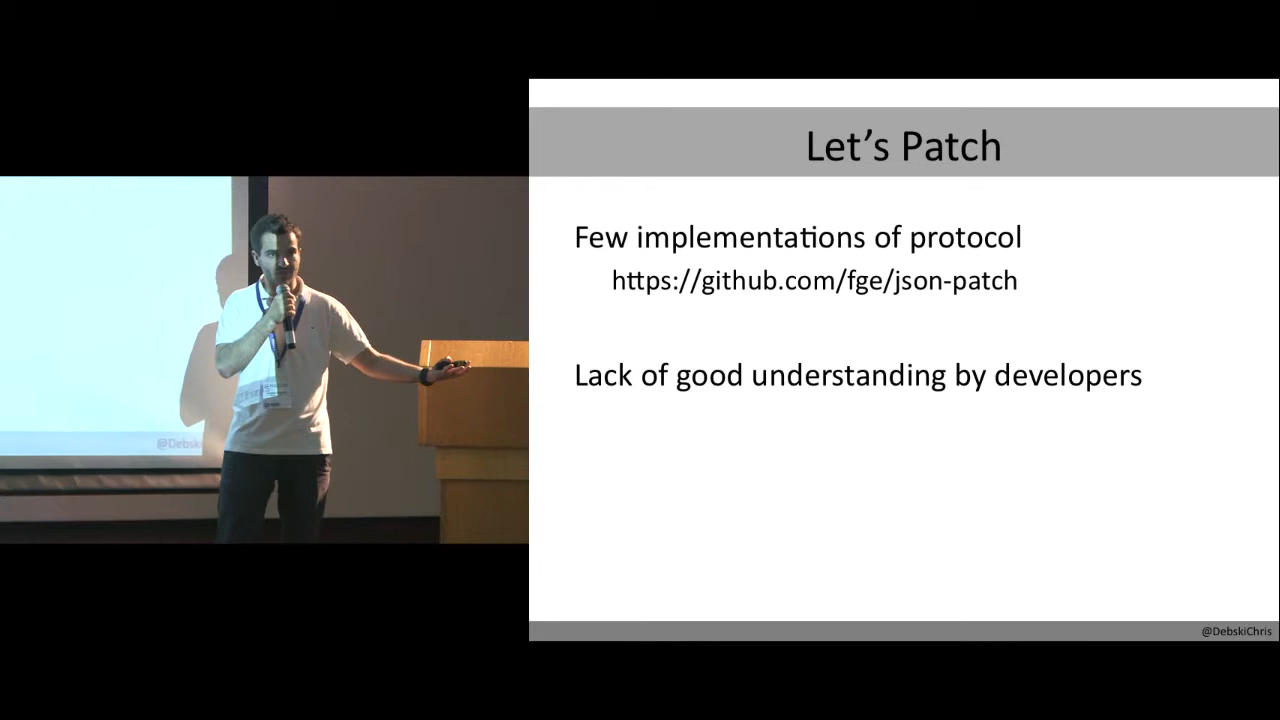 Let's Patch
Few implementations of protocol
https://github.com/fge/json-patch
Lack of good understanding by developers
@DebskiChris
@Debski